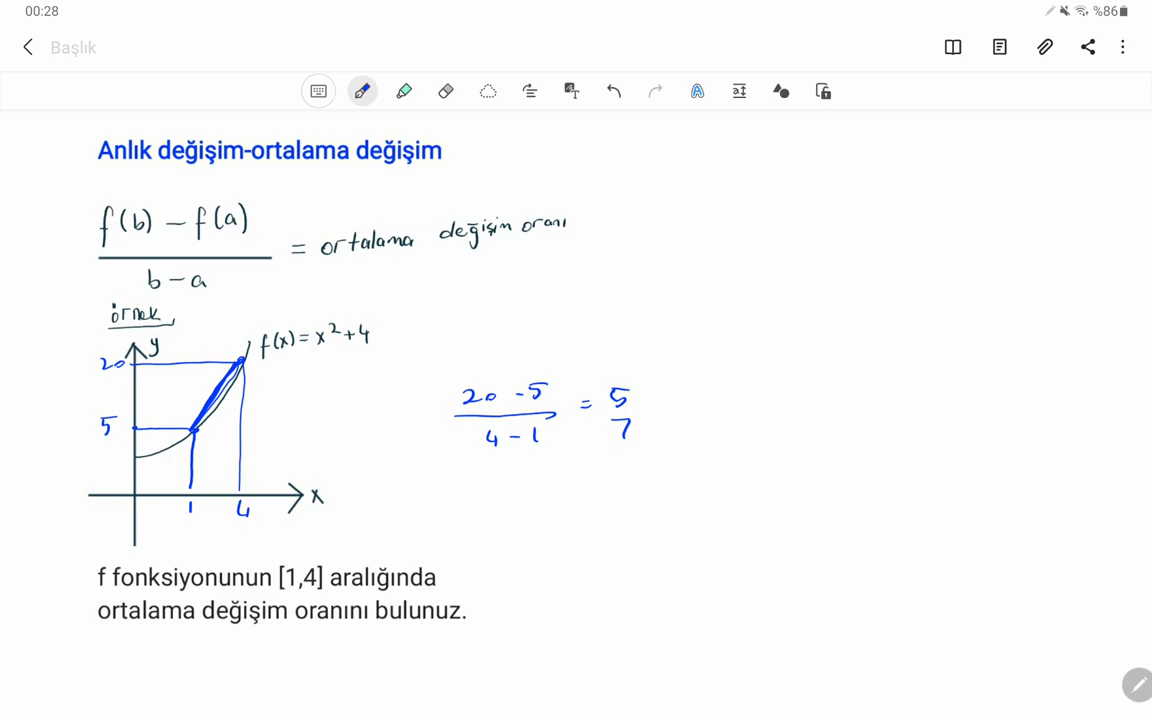 00:28
%86
Başlık
Anlık değişim-ortalama değişim
f(b) - f(a)
b - a
= ortalama değişim oranı
örnek
f(x) = x² + 4
y
20
5
1
4
x
20 - 5
4 - 1
= 5
7
f fonksiyonunun [1,4] aralığında
ortalama değişim oranını bulunuz.